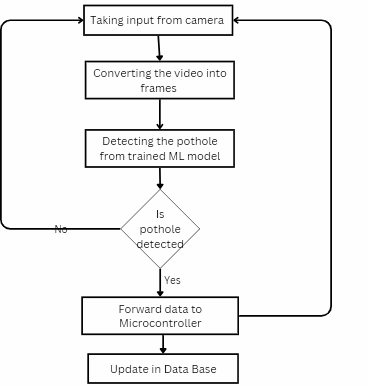 Taking input from camera
Converting the video into
frames
Detecting the pothole
from trained ML model
Is
pothole
detected
No
Yes
Forward data to
Microcontroller
Update in Data Base